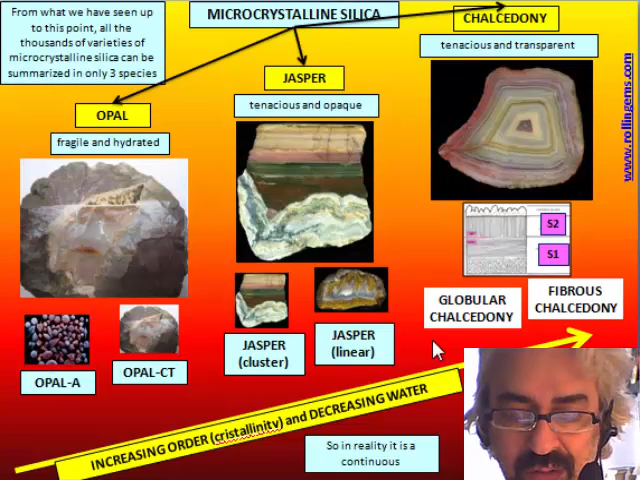 From what we have seen up
to this point, all the
thousands of varieties of
microcrystalline silica can be
summarized in only 3 species
MICROCRYSTALLINE SILICA
CHALCEDONY
tenacious and transparent
JASPER
tenacious and opaque
OPAL
fragile and hydrated
www.rollingems.com
S2
S1
GLOBULAR
CHALCEDONY
FIBROUS
CHALCEDONY
JASPER
(cluster)
JASPER
(linear)
OPAL-A
OPAL-CT
INCREASING ORDER (cristallinity) and DECREASING WATER
So in reality it is a
continuous